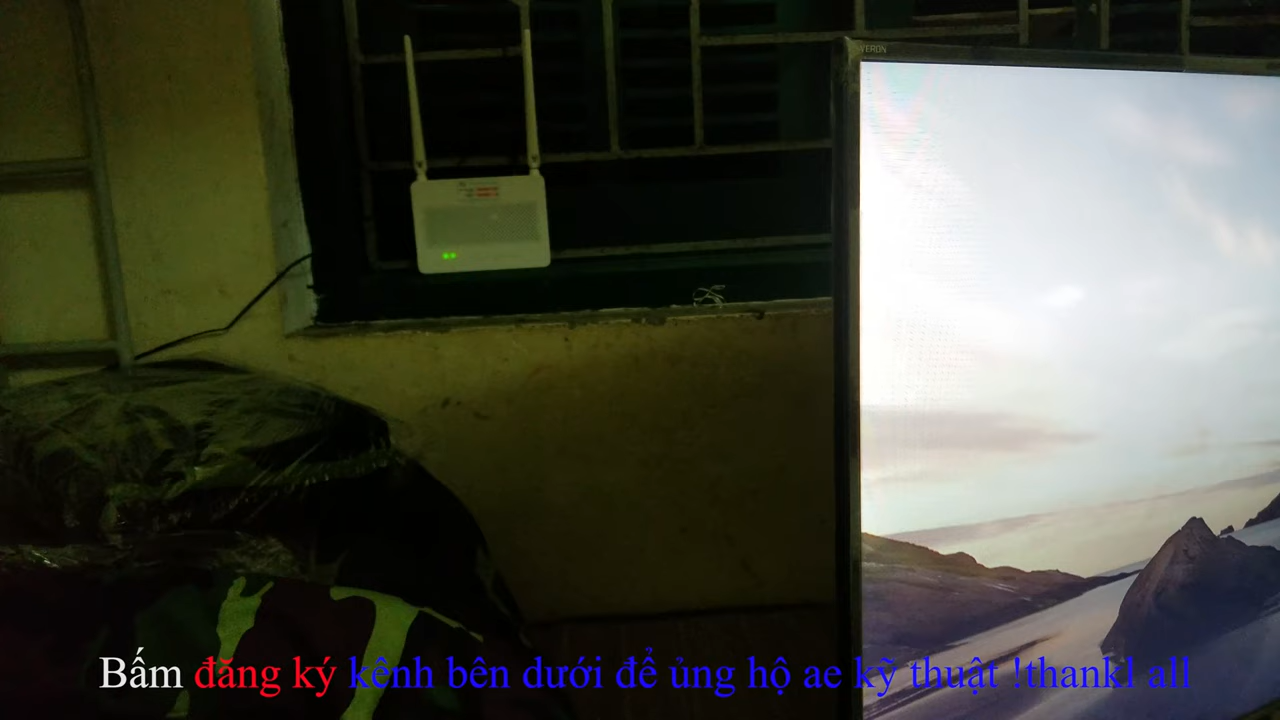 Bấm đăng ký kênh bên dưới để ủng hộ ae kỹ thuật !thankl all